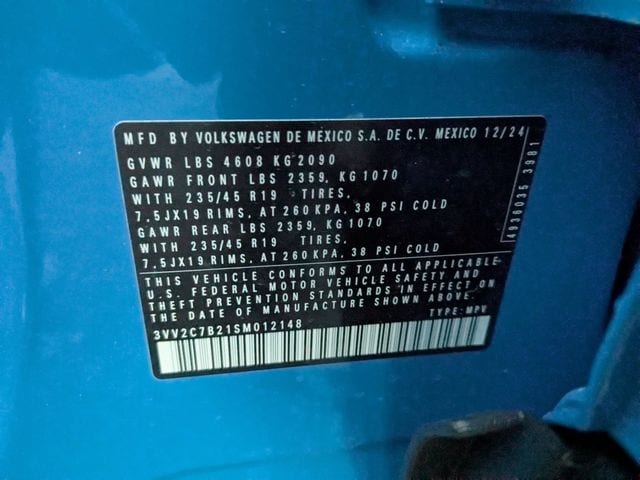 MFD BY VOLKSWAGEN DE MEXICO S.A. DE C.V. MEXICO 12/24
GVWR LBS 4608 KG 2090
GAWR FRONT LBS 2359, KG 1070
WITH 235/45 R19 TIRES,
7,5JX19 RIMS, AT 260 KPA, 38 PSI COLD
GAWR REAR LBS 2359, KG 1070
WITH 235/45 R19 TIRES,
7,5JX19 RIMS, AT 260 KPA, 38 PSI COLD
THIS VEHICLE CONFORMS TO ALL APPLICABLE
U.S. FEDERAL MOTOR VEHICLE SAFETY AND
THEFT PREVENTION STANDARDS IN EFFECT ON
THE DATE OF MANUFACTURE SHOWN ABOVE.
3VV2C7B21SM012148 TYPE: MPV
4936035 3981